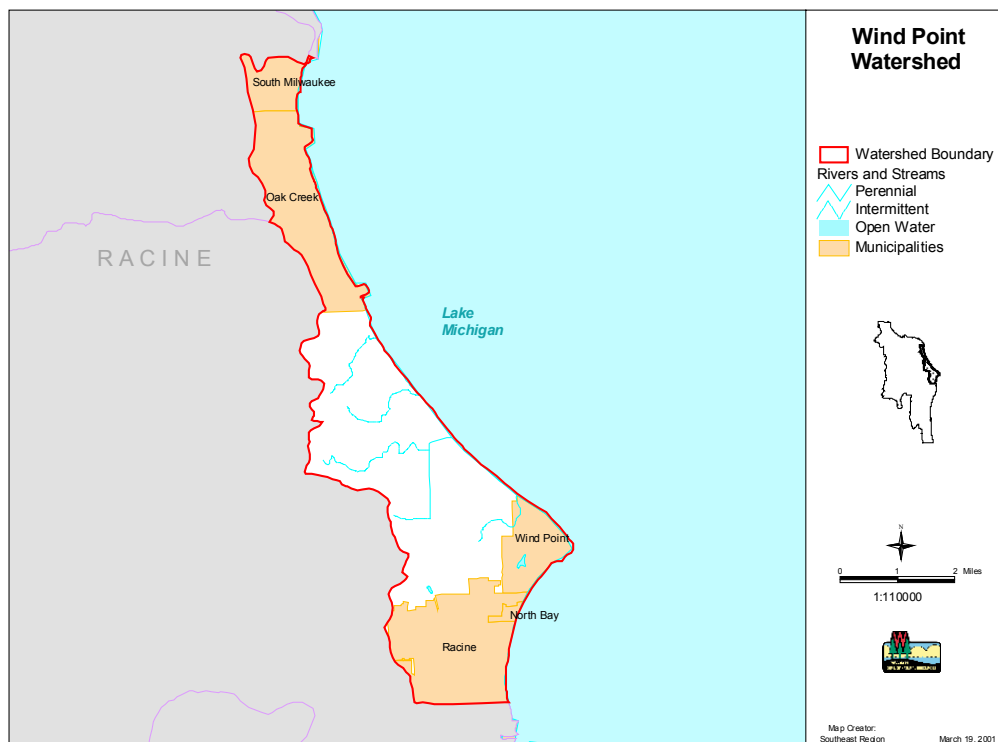 Wind Point
Watershed
Watershed Boundary
Rivers and Streams
Perennial
Intermittent
Open Water
Municipalities
South Milwaukee
Oak Creek
RACINE
Lake
Michigan
Wind Point
North Bay
Racine
N
0 1 2 Miles
1:110000
W
Map Creator:
Southeast Region March 19, 2001